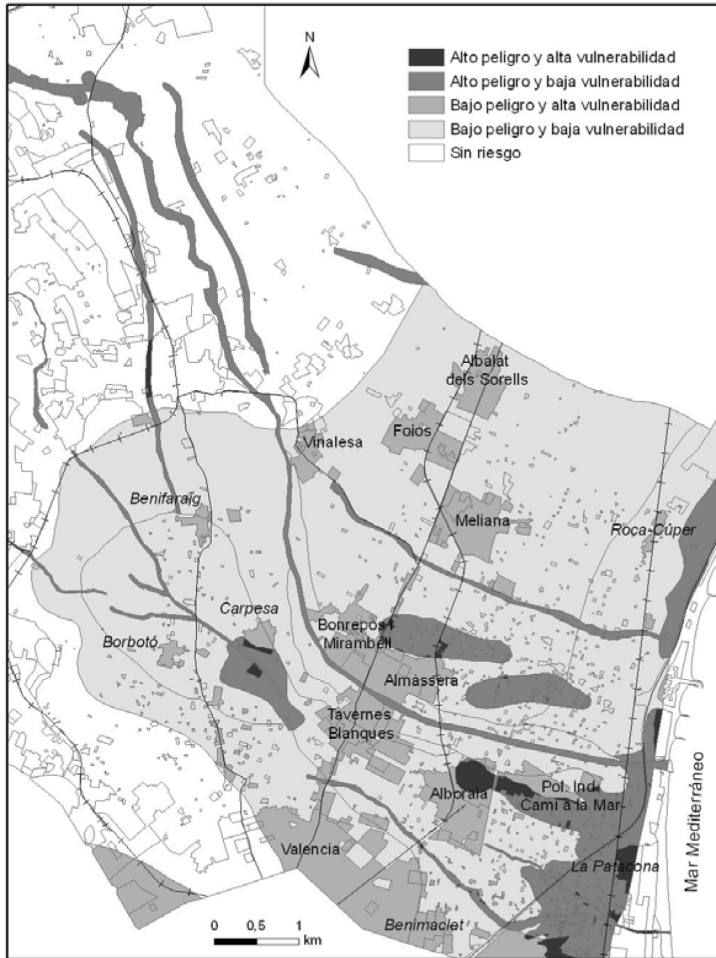 N
Alto peligro y alta vulnerabilidad
Alto peligro y baja vulnerabilidad
Bajo peligro y alta vulnerabilidad
Bajo peligro y baja vulnerabilidad
Sin riesgo
Albalat
dels Sorells
Foios
Vinalesa
Meliana
Benifaraig
Roca-Cúper
Carpesa
Bonrepos i
Mirambell
Borbotó
Almàssera
Tavernes
Blanques
Alboraia
Pol. Ind.
Camí a la Mar
Valencia
La Patacona
Mar Mediterráneo
Benimaclet
0 0,5 1
km